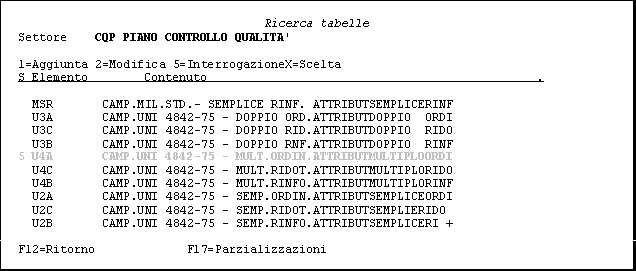 Ricerca tabelle
Settore CQP PIANO CONTROLLO QUALITA'
1=Aggiunta 2=Modifica 5=InterrogazioneX=Scelta
S Elemento Contenuto .
MSR CAMP.MIL.STD.- SEMPLICE RINF. ATTRIBUTSEMPLICERINF
U3A CAMP.UNI 4842-75 - DOPPIO ORD.ATTRIBUTDOPPIO ORDI
U3C CAMP.UNI 4842-75 - DOPPIO RID.ATTRIBUTDOPPIO RIDO
U3B CAMP.UNI 4842-75 - DOPPIO RNF.ATTRIBUTDOPPIO RINF
5 U4A CAMP.UNI 4842-75 - MULT.ORDIN.ATTRIBUTMULTIPLOORDI
U4C CAMP.UNI 4842-75 - MULT.RIDOT.ATTRIBUTMULTIPLORIDO
U4B CAMP.UNI 4842-75 - MULT.RINFO.ATTRIBUTMULTIPLORINF
U2A CAMP.UNI 4842-75 - SEMP.ORDIN.ATTRIBUTSEMPLICEORDI
U2C CAMP.UNI 4842-75 - SEMP.RIDOT.ATTRIBUTSEMPLIERIDO
U2B CAMP.UNI 4842-75 - SEMP.RINFO.ATTRIBUTSEMPLICERI +
F12=Ritorno F17=Parzializzazioni